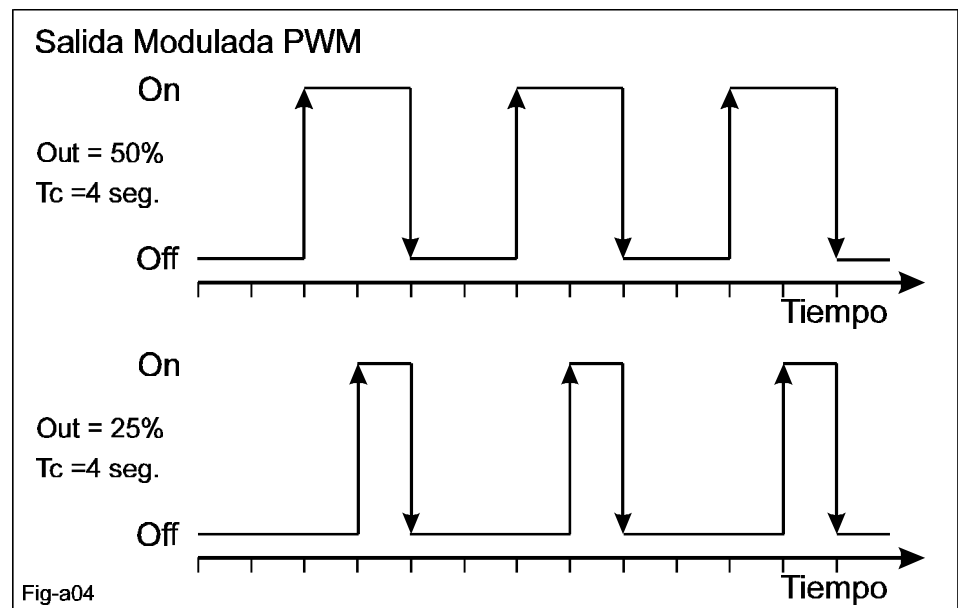 Salida Modulada PWM
On
Out = 50%
Tc =4 seg.
Off
Tiempo
On
Out = 25%
Tc =4 seg.
Off
Tiempo
Fig-a04